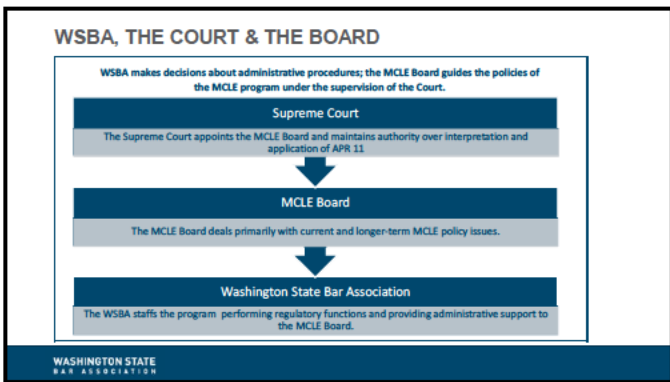 WSBA, THE COURT & THE BOARD
WSBA makes decisions about administrative procedures; the MCLE Board guides the policies of
the MCLE program under the supervision of the Court.
Supreme Court
The Supreme Court appoints the MCLE Board and maintains authority over interpretation and
application of APR 11
MCLE Board
The MCLE Board deals primarily with current and longer-term MCLE policy issues.
Washington State Bar Association
The WSBA staffs the program performing regulatory functions and providing administrative support to
the MCLE Board.
WASHINGTON STATE
BAR ASSOCIATION